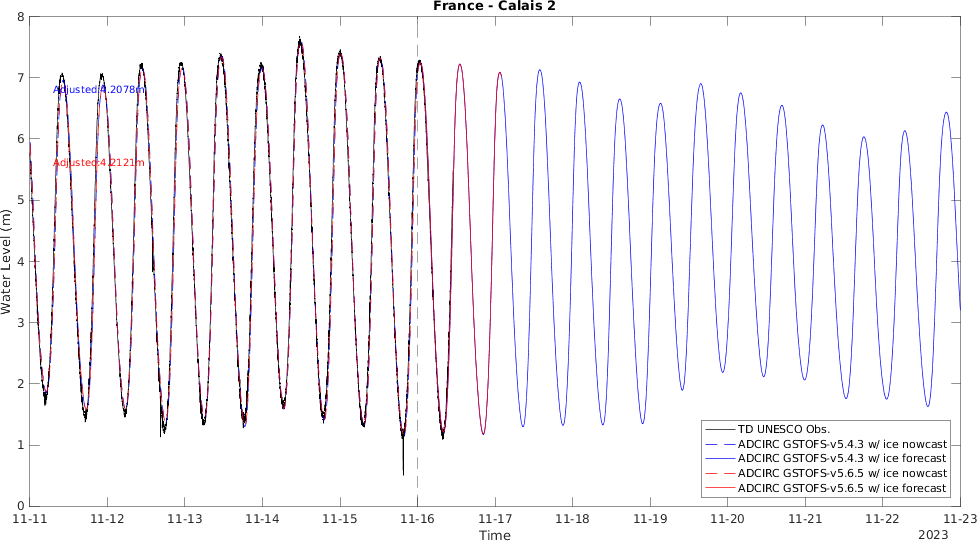 France - Calais 2
8
7
6
5
4
3
2
1
0
Water Level (m)
Adjusted:4.2078m
Adjusted:4.2121m
TD UNESCO Obs.
ADCIRC GSTOFS-v5.4.3 w/ ice nowcast
ADCIRC GSTOFS-v5.4.3 w/ ice forecast
ADCIRC GSTOFS-v5.6.5 w/ ice nowcast
ADCIRC GSTOFS-v5.6.5 w/ ice forecast
11-11 11-12 11-13 11-14 11-15 11-16 11-17 11-18 11-19 11-20 11-21 11-22 11-23
Time
2023